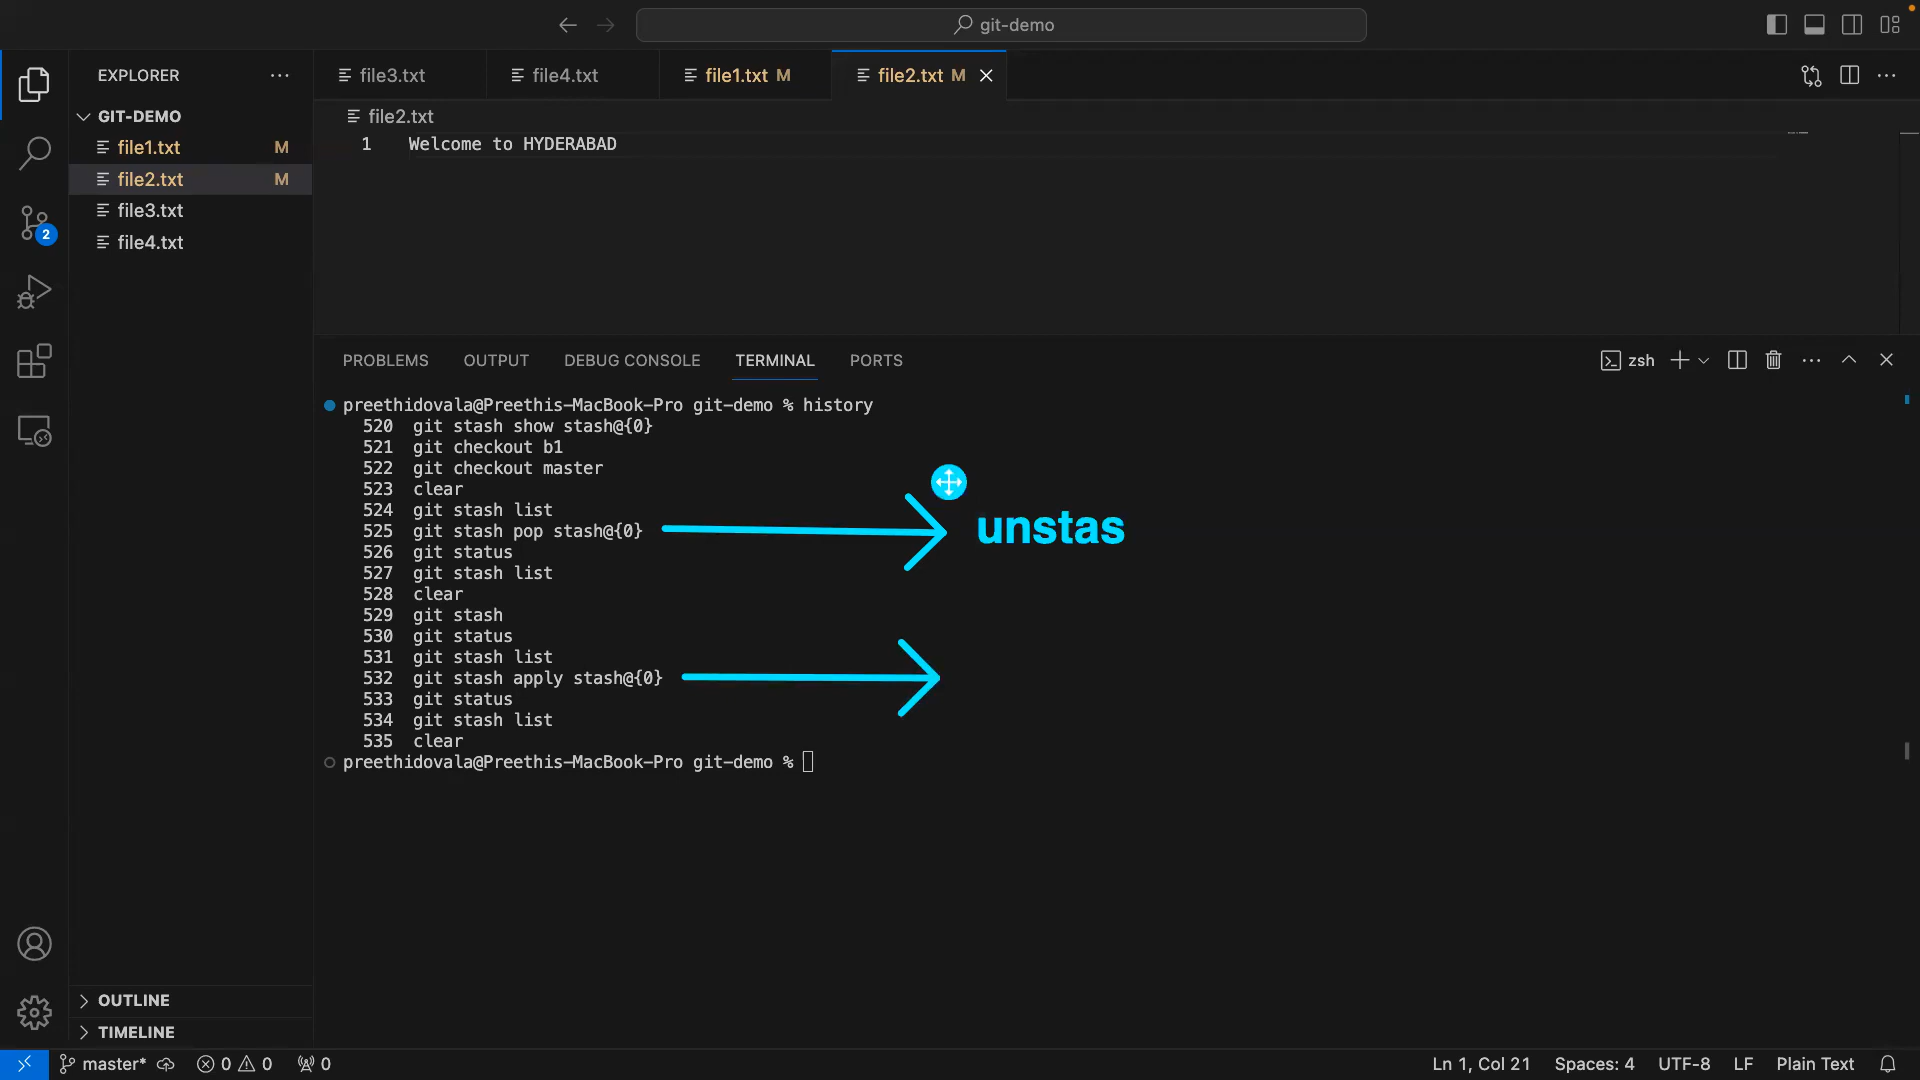 git-demo
EXPLORER
file3.txt
file4.txt
file1.txt M
file2.txt M
GIT-DEMO
file1.txt M
file2.txt M
file3.txt
file4.txt
file2.txt
1 Welcome to HYDERABAD
2
PROBLEMS OUTPUT DEBUG CONSOLE TERMINAL PORTS
zsh
preethidovala@Preethis-MacBook-Pro git-demo % history
520 git stash show stash@{0}
521 git checkout b1
522 git checkout master
523 clear
524 git stash list
525 git stash pop stash@{0}
unstas
526 git status
527 git stash list
528 clear
529 git stash
530 git status
531 git stash list
532 git stash apply stash@{0}
533 git status
534 git stash list
535 clear
preethidovala@Preethis-MacBook-Pro git-demo %
OUTLINE
TIMELINE
master* 0 0 0
Ln 1, Col 21 Spaces: 4 UTF-8 LF Plain Text